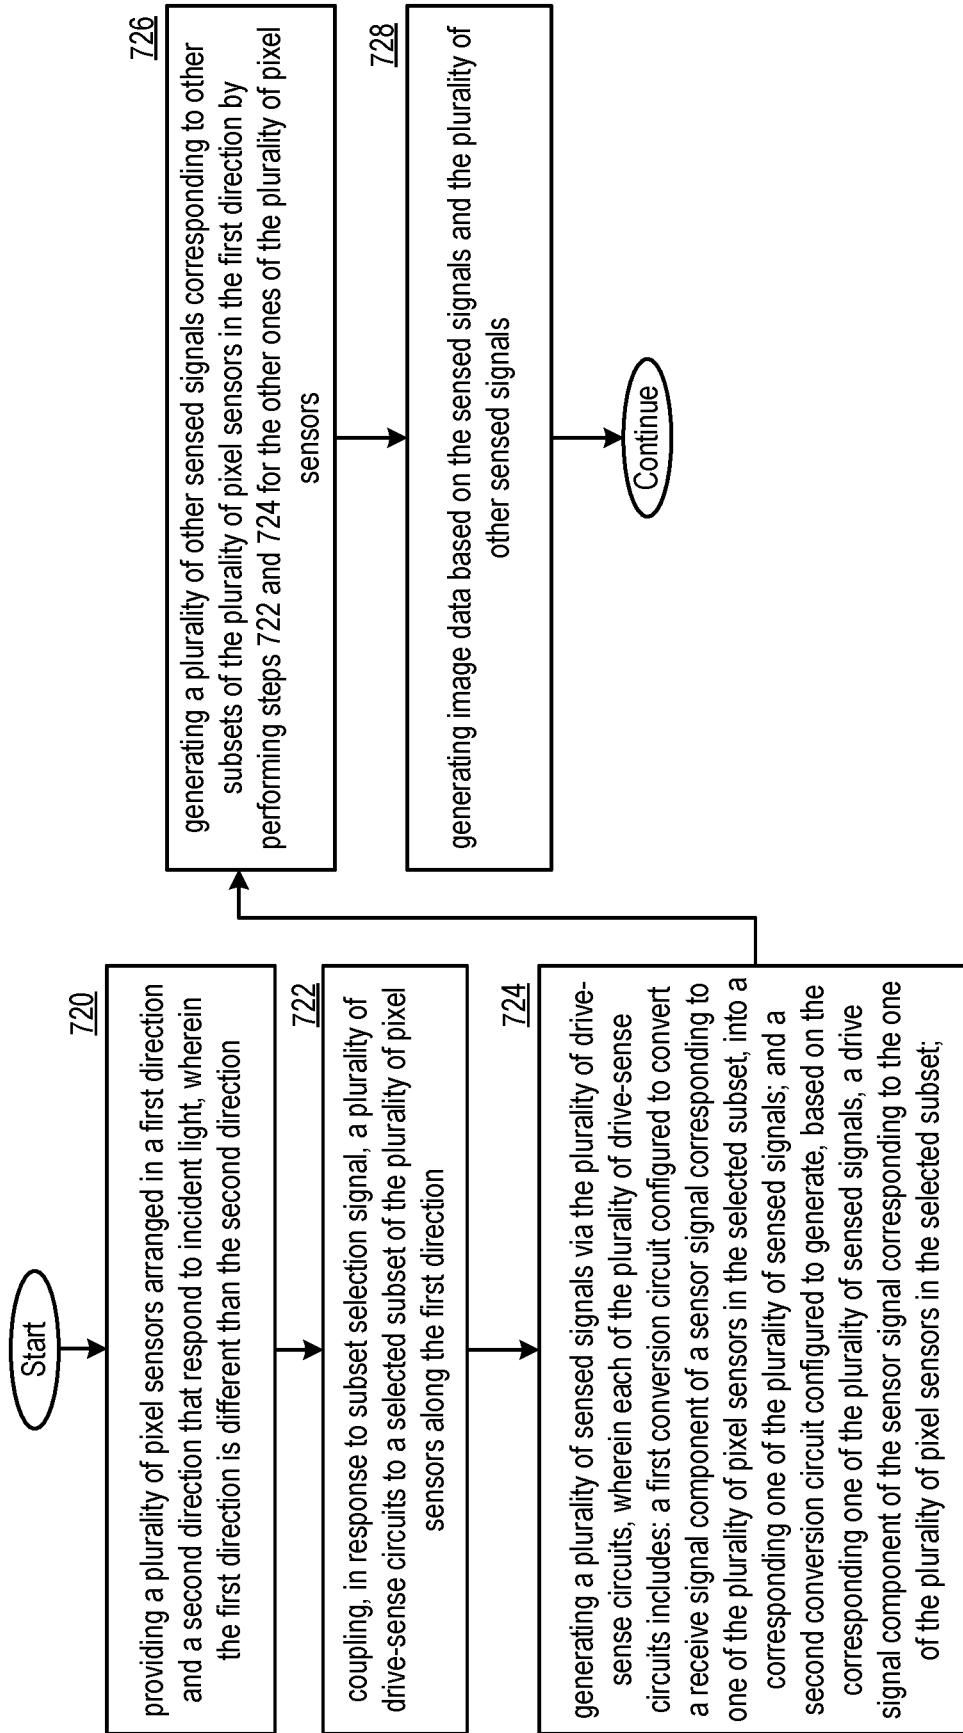 Start
720
providing a plurality of pixel sensors arranged in a first direction
and a second direction that respond to incident light, wherein
the first direction is different than the second direction
722
coupling, in response to subset selection signal, a plurality of
drive-sense circuits to a selected subset of the plurality of pixel
sensors along the first direction
724
generating a plurality of sensed signals via the plurality of drive-
sense circuits, wherein each of the plurality of drive-sense
circuits includes: a first conversion circuit configured to convert
a receive signal component of a sensor signal corresponding to
one of the plurality of pixel sensors in the selected subset, into a
corresponding one of the plurality of sensed signals; and a
second conversion circuit configured to generate, based on the
corresponding one of the plurality of sensed signals, a drive
signal component of the sensor signal corresponding to the one
of the plurality of pixel sensors in the selected subset;
726
generating a plurality of other sensed signals corresponding to other
subsets of the plurality of pixel sensors in the first direction by
performing steps 722 and 724 for the other ones of the plurality of pixel
sensors
728
generating image data based on the sensed signals and the plurality of
other sensed signals
Continue